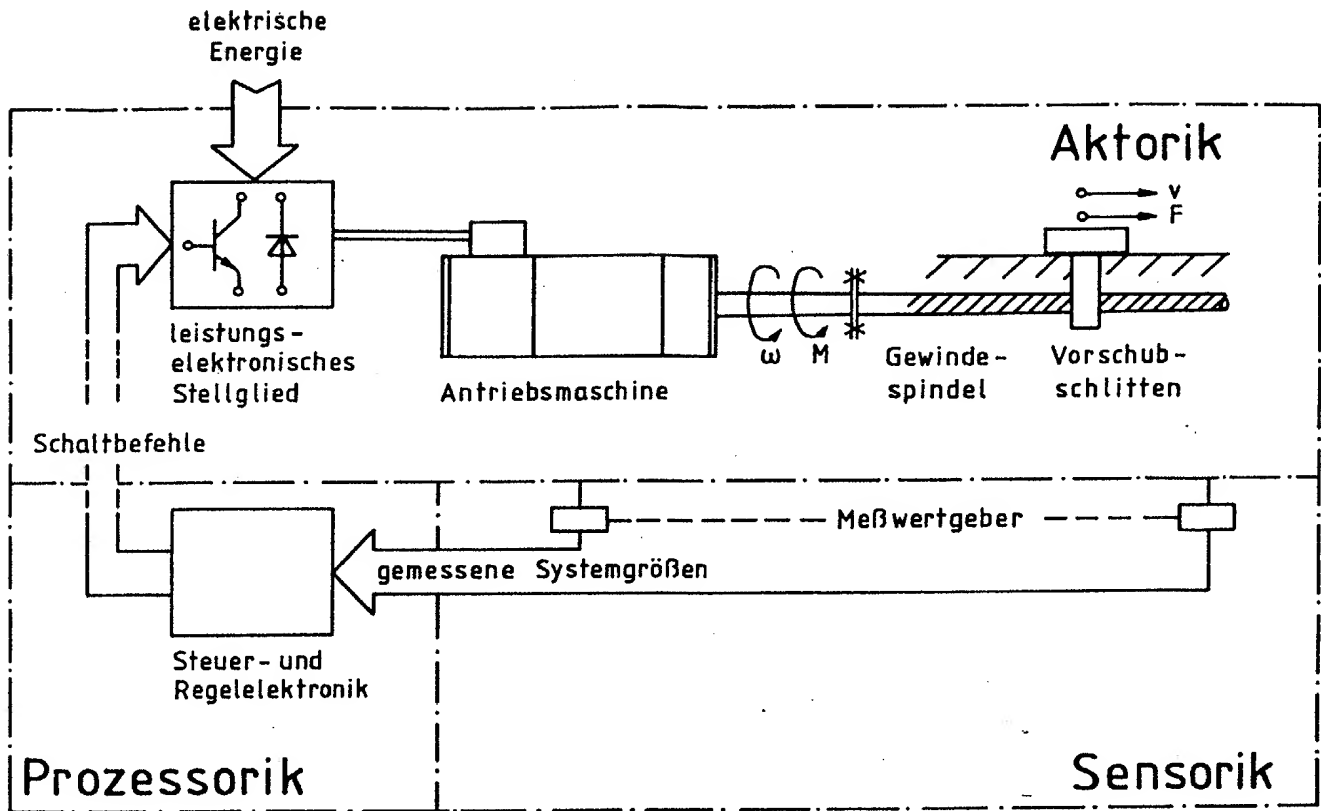 elektrische
Energie
Aktorik
v
F
leistungs-
elektronisches
Stellglied
Antriebsmaschine
ω
M
Gewinde-
spindel
Vorschub-
schlitten
Schaltbefehle
Meßwertgeber
gemessene Systemgrößen
Steuer- und
Regelelektronik
Prozessorik
Sensorik